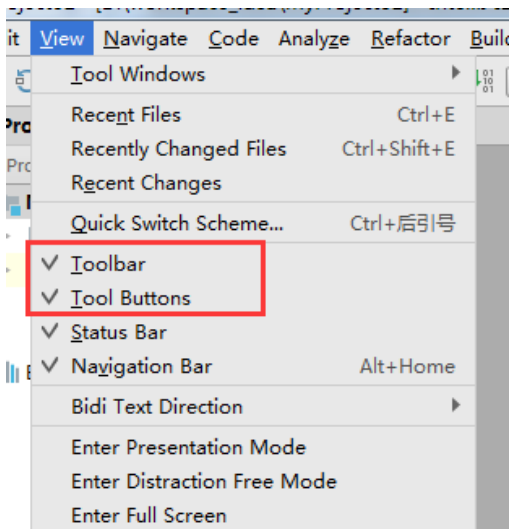 it View Navigate Code Analyze Refactor Build
Tool Windows
Recent Files Ctrl+E
Recently Changed Files Ctrl+Shift+E
Recent Changes
Quick Switch Scheme... Ctrl+后引号
Toolbar
Tool Buttons
Status Bar
Navigation Bar Alt+Home
Bidi Text Direction
Enter Presentation Mode
Enter Distraction Free Mode
Enter Full Screen